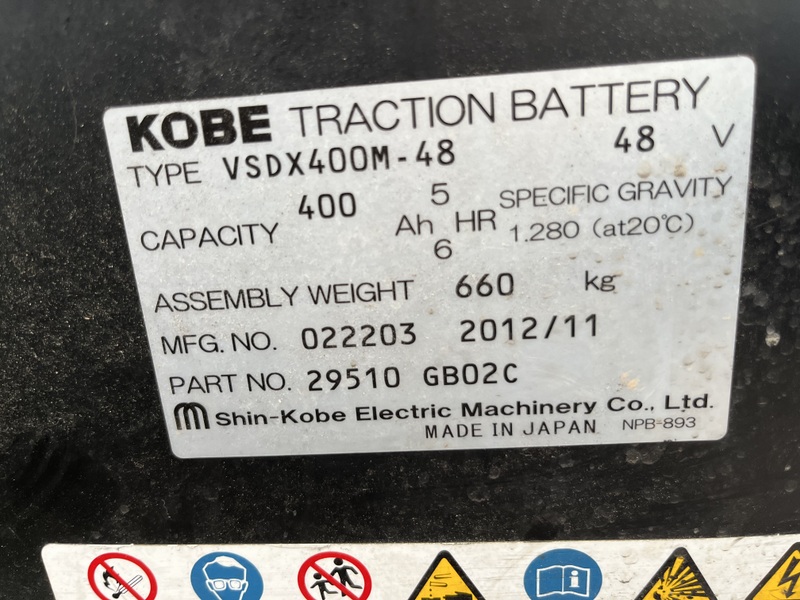 KOBE TRACTION BATTERY
TYPE VSDX400M-48 48 V
CAPACITY 400 Ah 5 6 HR SPECIFIC GRAVITY 1.280 (at20℃)
ASSEMBLY WEIGHT 660 kg
MFG. NO. 022203 2012/11
PART NO. 29510 GB02C
Shin-Kobe Electric Machinery Co., Ltd.
MADE IN JAPAN NPB-893